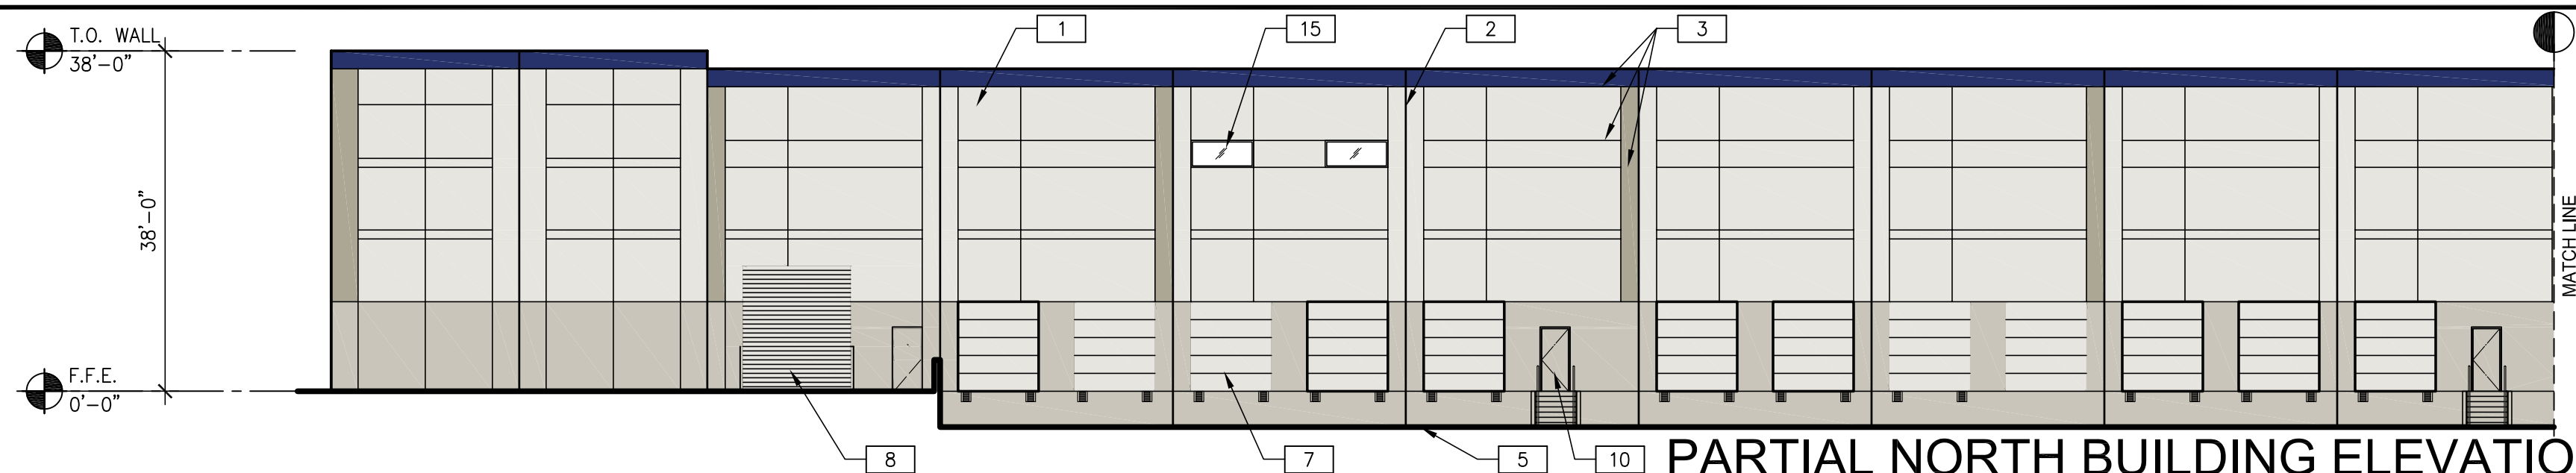 1
15
2
3
T.O. WALL
38'-0"
38'-0"
MATCH LINE
F.F.E.
0'-0"
8
7
5
10
PARTIAL NORTH BUILDING ELEVATIO